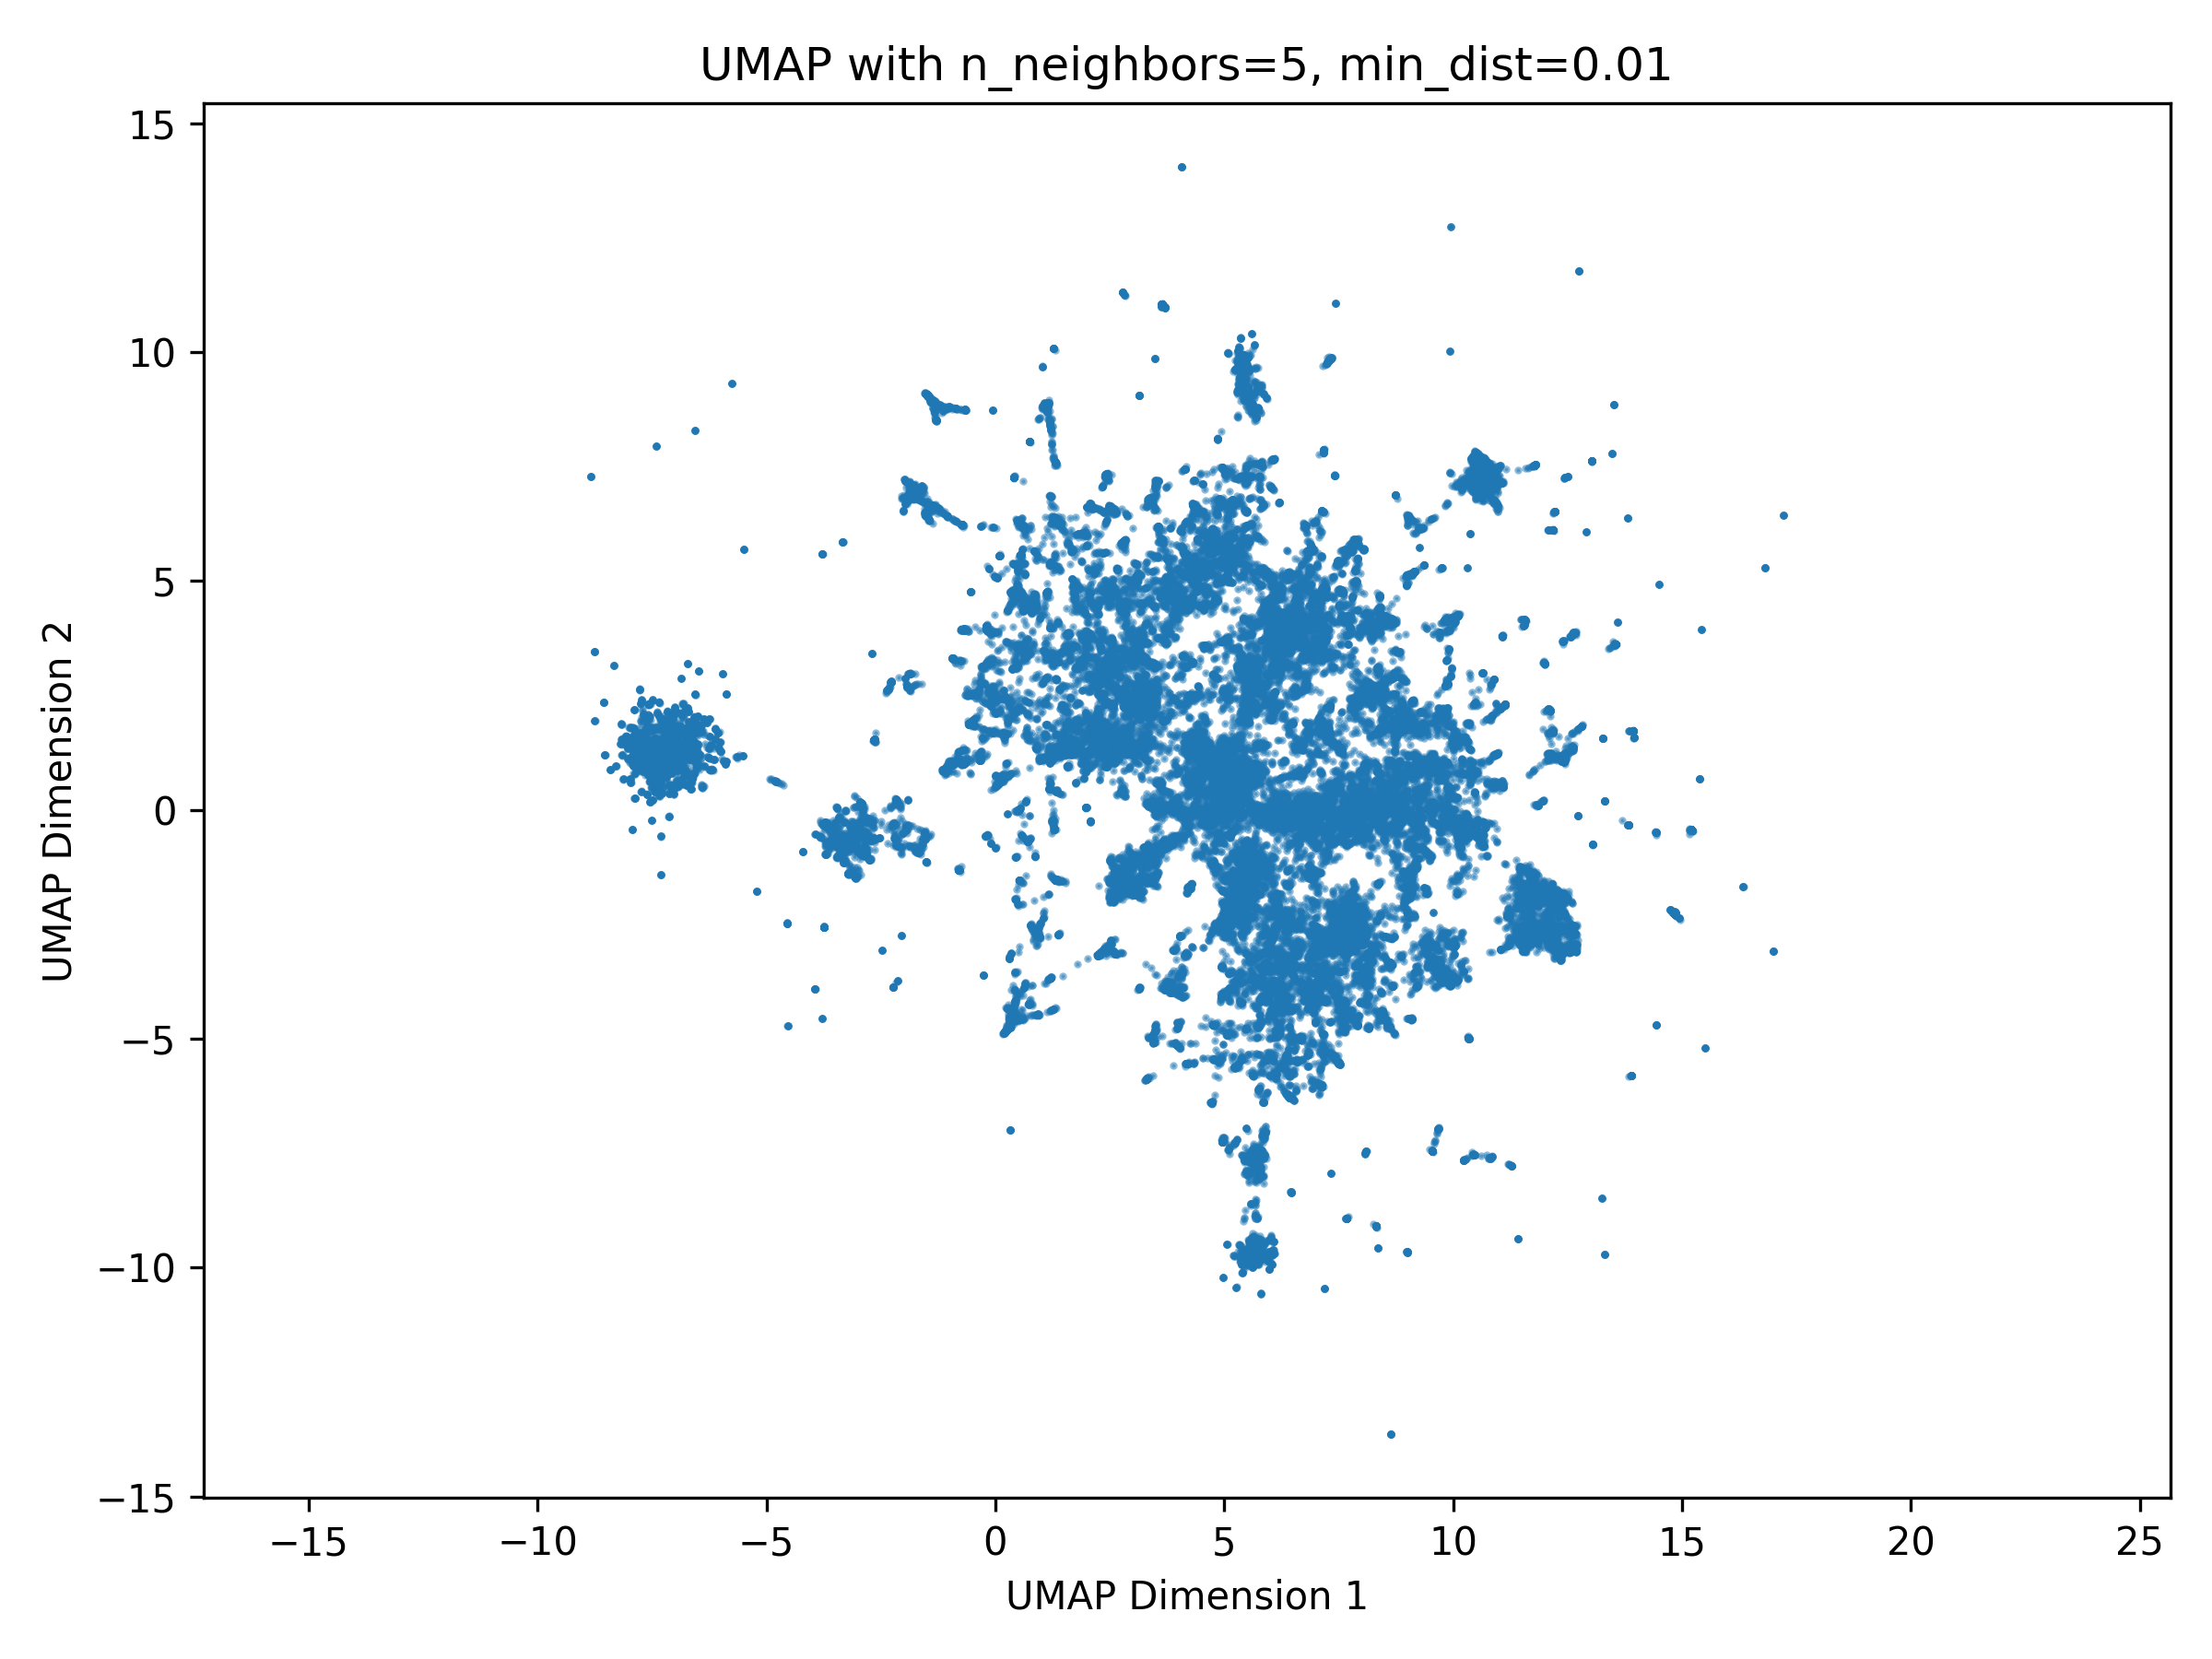 UMAP with n_neighbors=5, min_dist=0.01
15
10
5
0
−5
−10
−15
UMAP Dimension 2
−15 −10 −5 0 5 10 15 20 25
UMAP Dimension 1